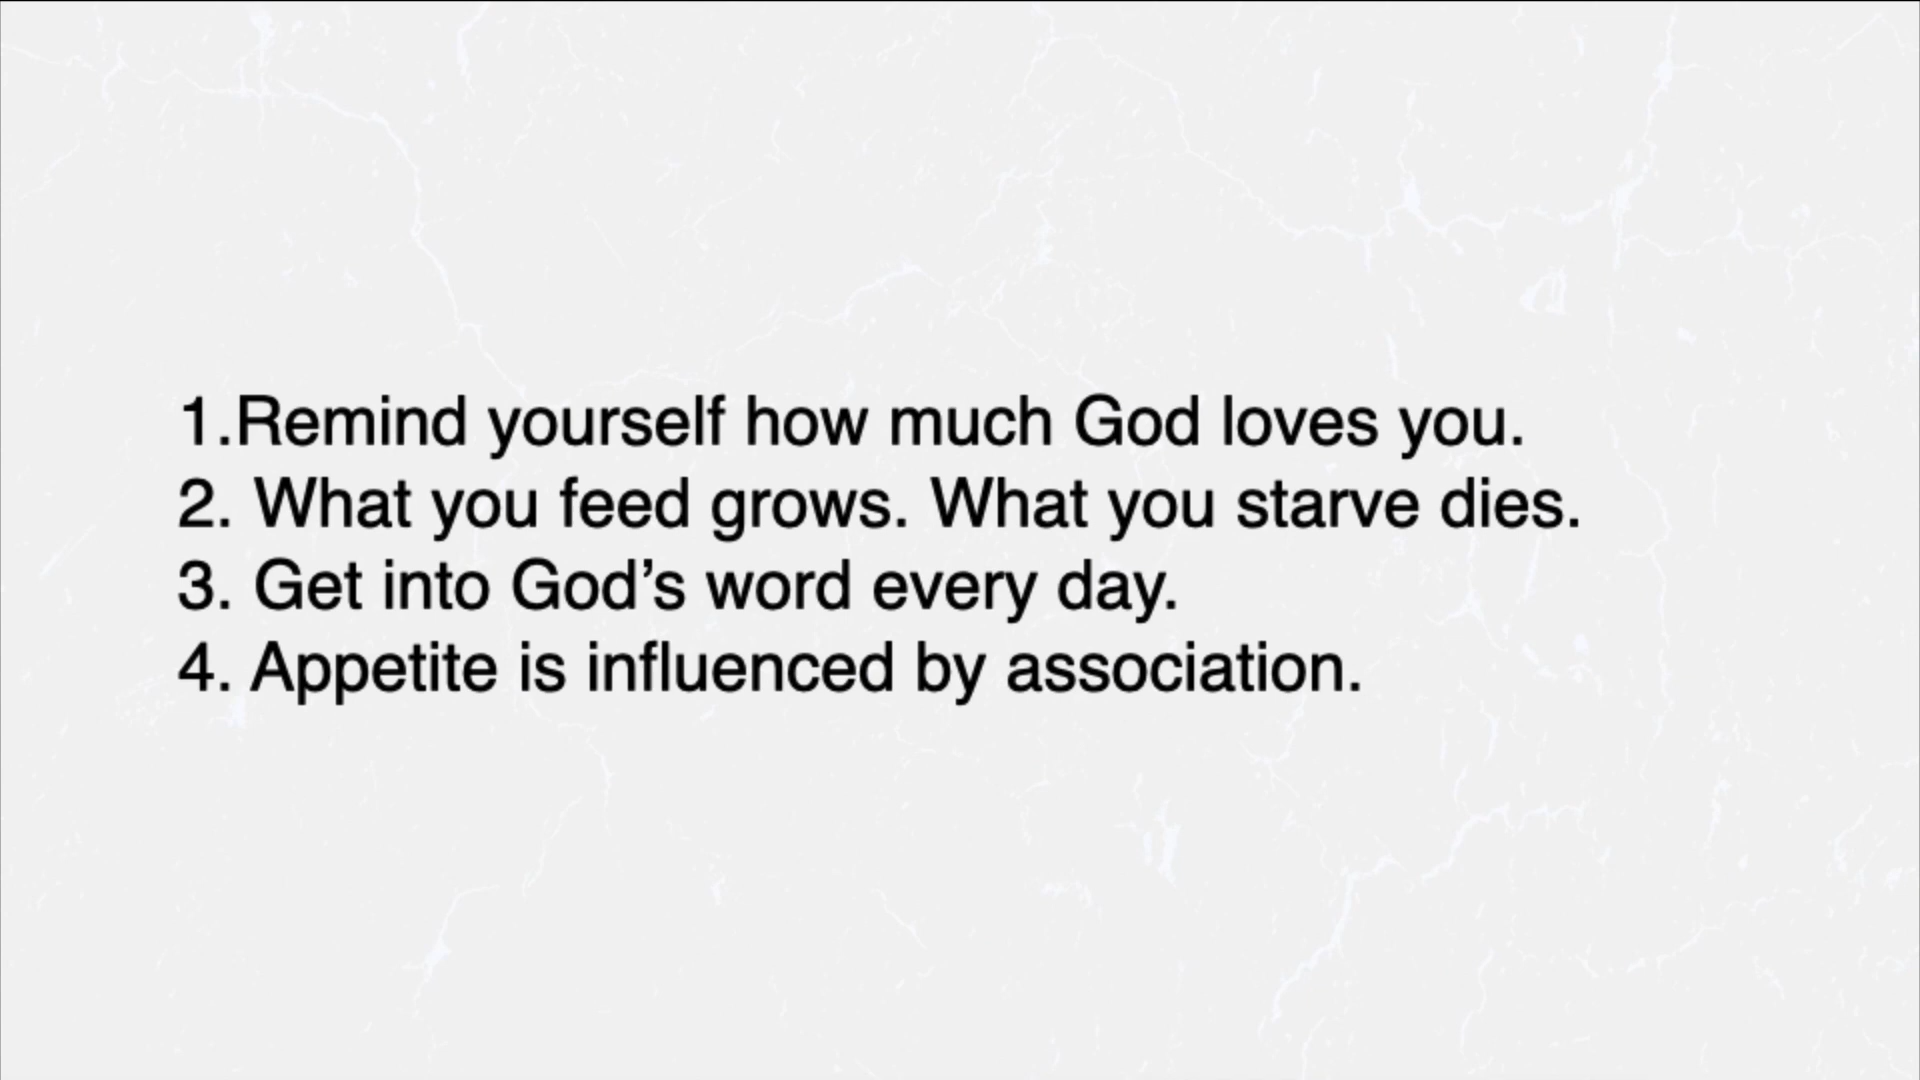 1.Remind yourself how much God loves you.
2. What you feed grows. What you starve dies.
3. Get into God’s word every day.
4. Appetite is influenced by association.